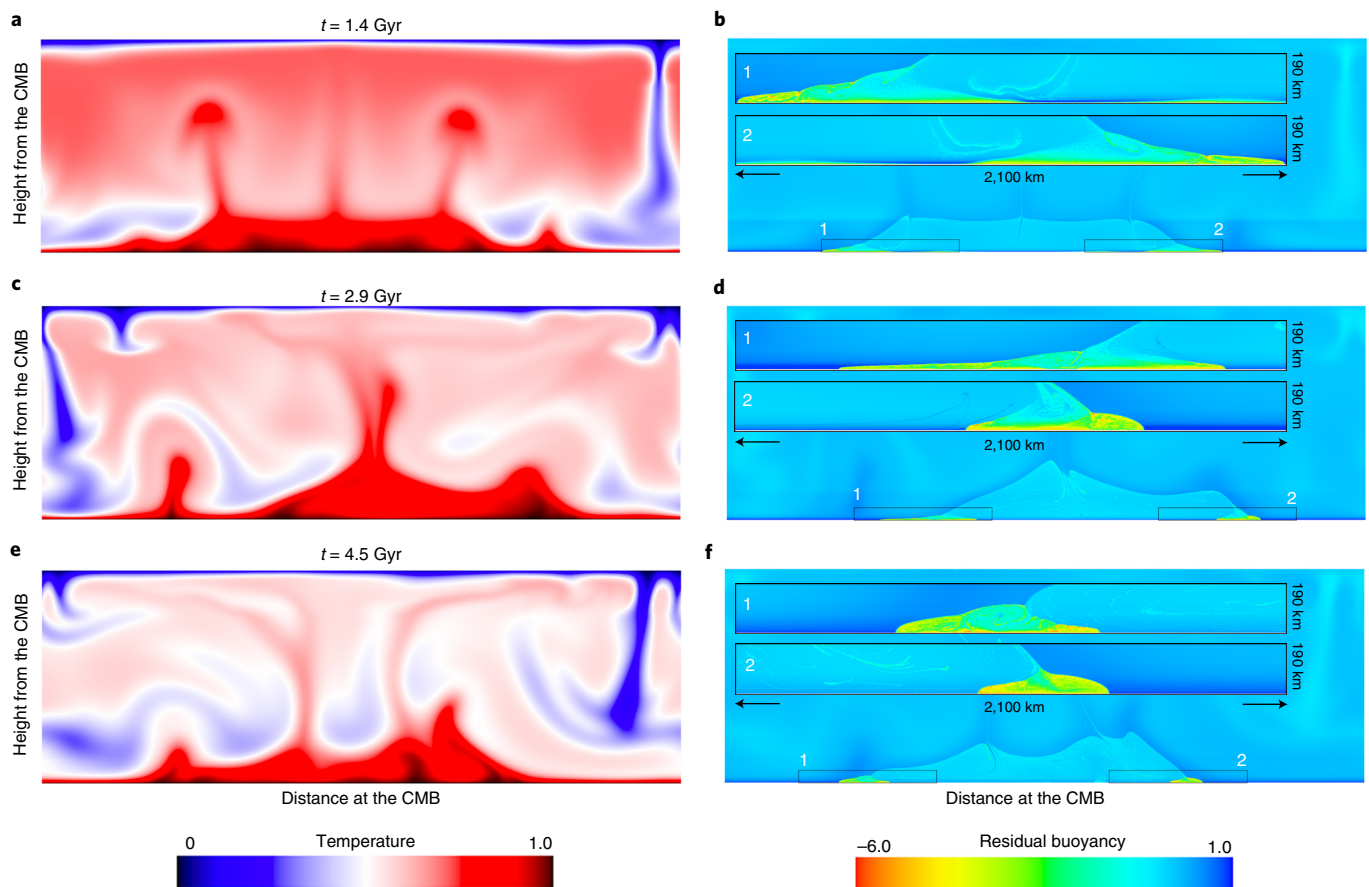 a
t = 1.4 Gyr
b
Height from the CMB
1
190 km
2
190 km
2,100 km
1
2
c
t = 2.9 Gyr
d
Height from the CMB
1
190 km
2
190 km
2,100 km
1
2
e
t = 4.5 Gyr
f
Height from the CMB
1
190 km
2
190 km
2,100 km
1
2
Distance at the CMB
Distance at the CMB
0
Temperature
1.0
–6.0
Residual buoyancy
1.0